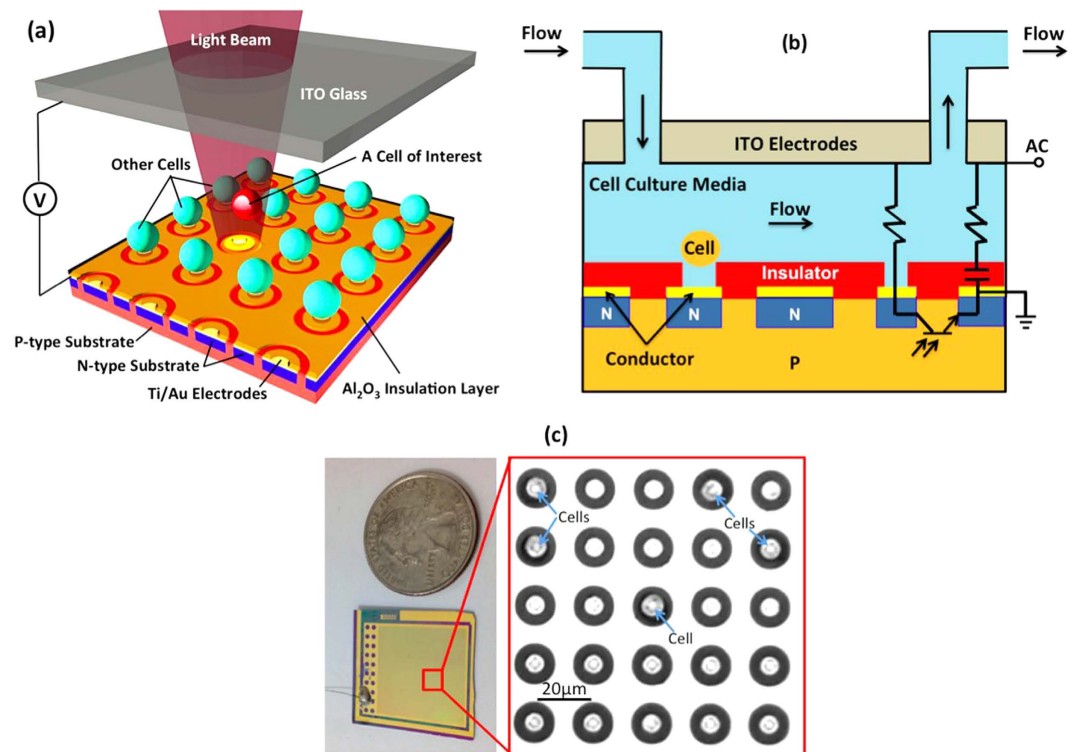 (a)
Light Beam
ITO Glass
Other Cells
A Cell of Interest
V
P-type Substrate
N-type Substrate
Ti/Au Electrodes
Al₂O₃ Insulation Layer
(b)
Flow
Flow
ITO Electrodes
AC
Cell Culture Media
Flow
Cell
Insulator
N
N
N
Conductor
P
(c)
Cells
Cells
Cell
20μm